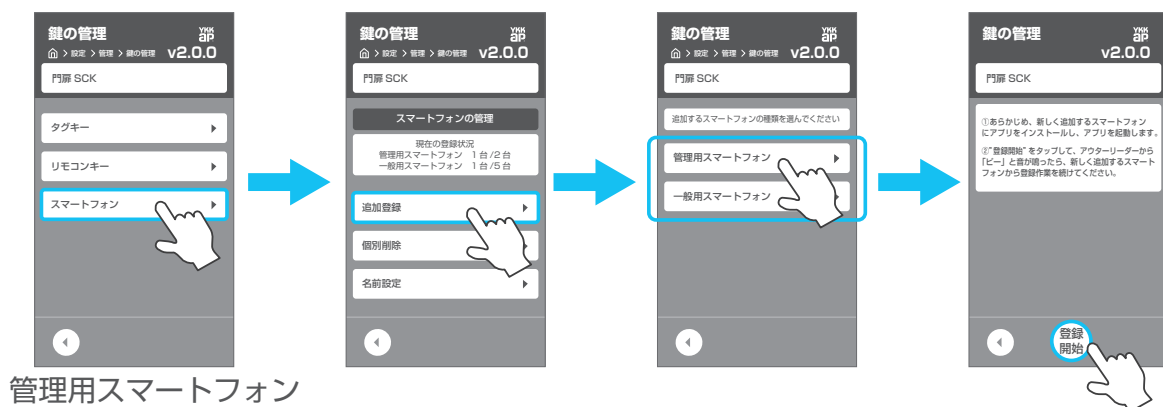 鍵の管理
YKK
ap
設定 > 管理 > 鍵の管理 v2.0.0
門扉 SCK
タグキー
リモコンキー
スマートフォン
鍵の管理
YKK
ap
設定 > 管理 > 鍵の管理 v2.0.0
門扉 SCK
スマートフォンの管理
現在の登録状況
管理用スマートフォン 1台/2台
一般用スマートフォン 1台/5台
追加登録
個別削除
名前設定
鍵の管理
YKK
ap
設定 > 管理 > 鍵の管理 v2.0.0
門扉 SCK
追加するスマートフォンの種類を選んでください
管理用スマートフォン
一般用スマートフォン
鍵の管理
YKK
ap
v2.0.0
門扉 SCK
①あらかじめ、新しく追加するスマートフォン
にアプリをインストールし、アプリを起動します。
②"登録開始"をタップして、アウターリーダーから
「ピー」と音が鳴ったら、新しく追加するスマート
フォンから登録作業を続けてください。
登録
開始
管理用スマートフォン